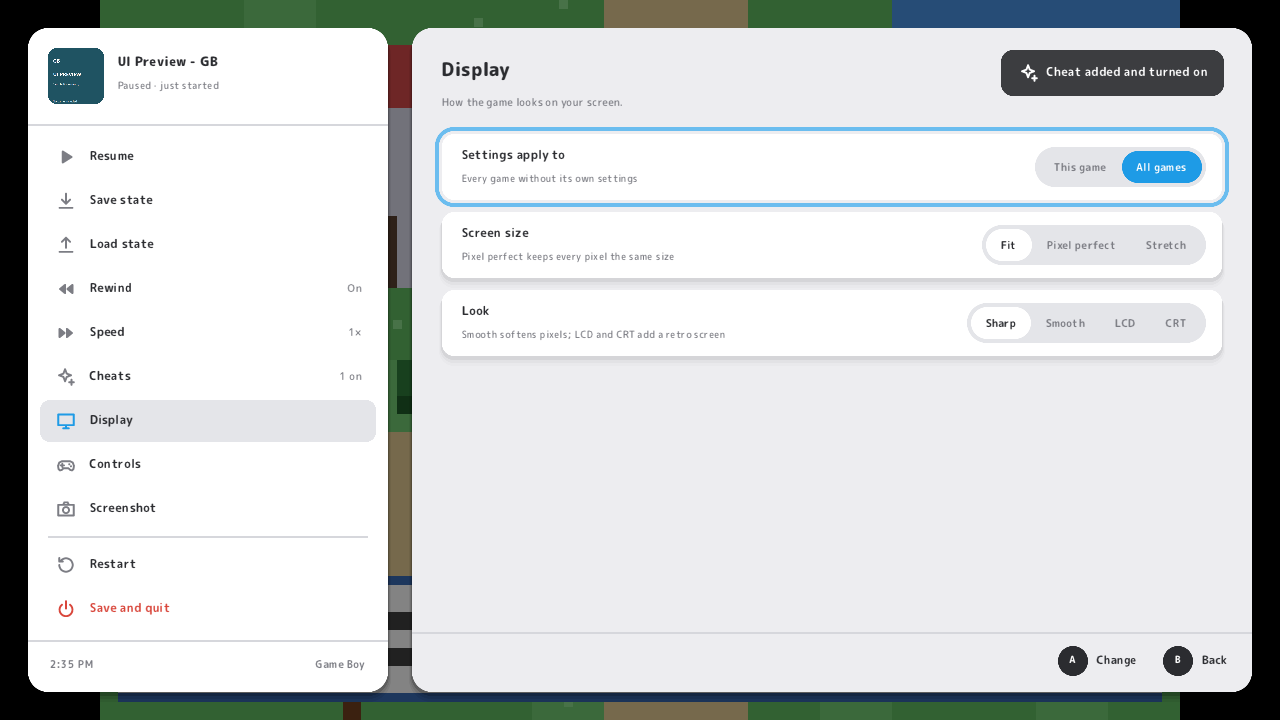 GB
UI PREVIEW
UI Preview - GB
Paused · just started
Resume
Save state
Load state
Rewind
On
Speed
1×
Cheats
1 on
Display
Controls
Screenshot
Restart
Save and quit
2:35 PM
Game Boy
Display
How the game looks on your screen.
Cheat added and turned on
Settings apply to
Every game without its own settings
This game
All games
Screen size
Pixel perfect keeps every pixel the same size
Fit
Pixel perfect
Stretch
Look
Smooth softens pixels; LCD and CRT add a retro screen
Sharp
Smooth
LCD
CRT
A
Change
B
Back